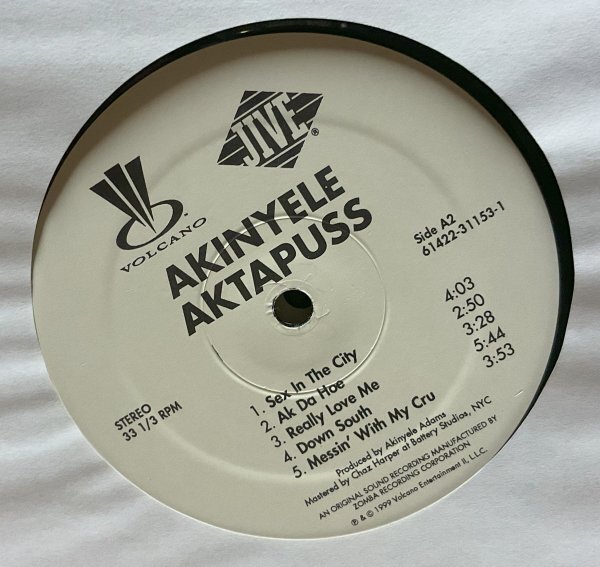 JIVE®
VOLCANO
AKINYELE
AKTAPUSS
Side A2
61422-31153-1
STEREO
33 1/3 RPM
1. Sex In The City 4:03
2. Ak Da Hoe 2:50
3. Really Love Me 3:28
4. Down South 5:44
5. Messin' With My Cru 3:53
Produced by Akinyele Adams
Mastered by Chaz Harper at Battery Studios, NYC
AN ORIGINAL SOUND RECORDING MANUFACTURED BY
ZOMBA RECORDING CORPORATION
℗ & © 1999 Volcano Entertainment II, L.L.C.